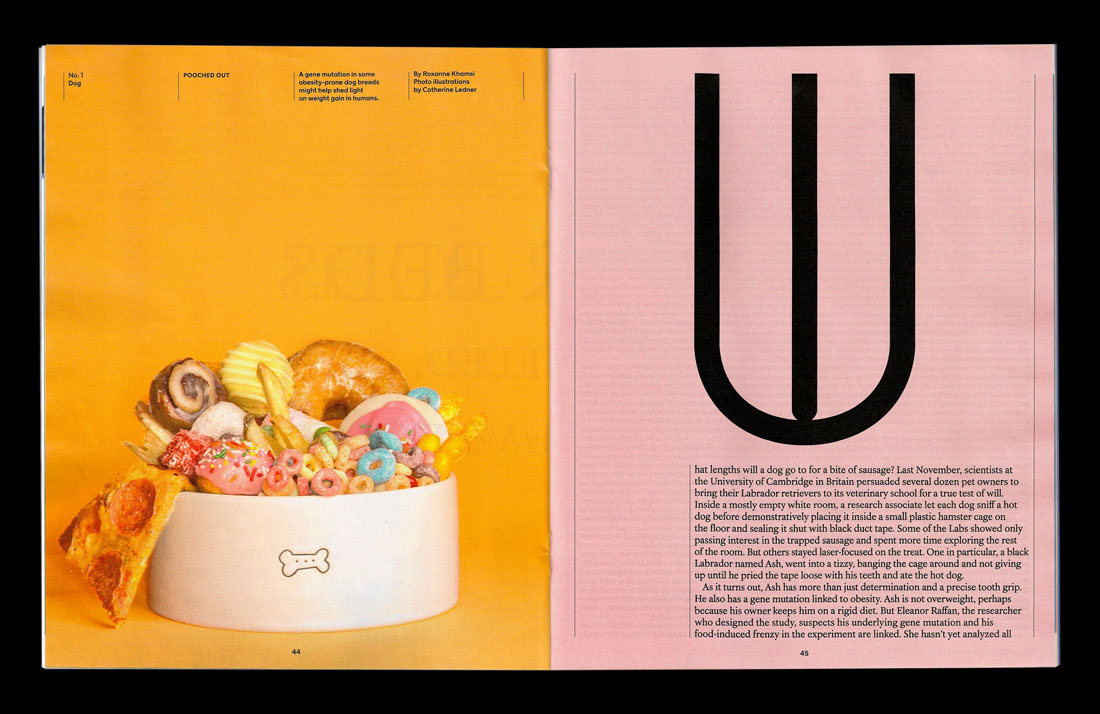 No. 1
Dog
POOCHED OUT
A gene mutation in some
obesity-prone dog breeds
might help shed light
on weight gain in humans.
By Roxanne Khamsi
Photo illustrations
by Catherine Ledner
44
W
hat lengths will a dog go to for a bite of sausage? Last November, scientists at
the University of Cambridge in Britain persuaded several dozen pet owners to
bring their Labrador retrievers to its veterinary school for a true test of will.
Inside a mostly empty white room, a research associate let each dog sniff a hot
dog before demonstratively placing it inside a small plastic hamster cage on
the floor and sealing it shut with black duct tape. Some of the Labs showed only
passing interest in the trapped sausage and spent more time exploring the rest
of the room. But others stayed laser-focused on the treat. One in particular, a black
Labrador named Ash, went into a tizzy, banging the cage around and not giving
up until he pried the tape loose with his teeth and ate the hot dog.
As it turns out, Ash has more than just determination and a precise tooth grip.
He also has a gene mutation linked to obesity. Ash is not overweight, perhaps
because his owner keeps him on a rigid diet. But Eleanor Raffan, the researcher
who designed the study, suspects his underlying gene mutation and his
food-induced frenzy in the experiment are linked. She hasn't yet analyzed all
45